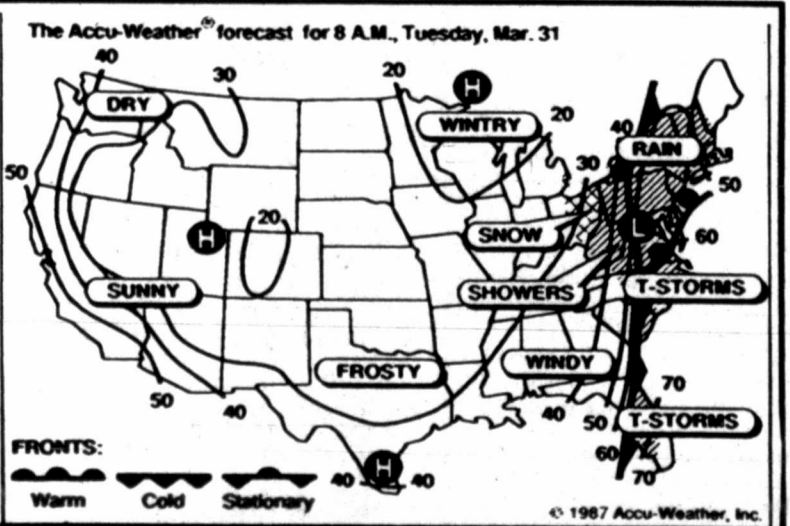 The Accu-Weather® forecast for 8 A.M., Tuesday, Mar. 31
40
30
20
H
DRY
WINTRY
20
40
RAIN
50
30
50
20
H
SNOW
L
60
SUNNY
SHOWERS
T-STORMS
WINDY
FROSTY
70
50
40
40
50
T-STORMS
FRONTS:
60
70
H
40
40
Warm
Cold
Stationary
© 1987 Accu-Weather, Inc.